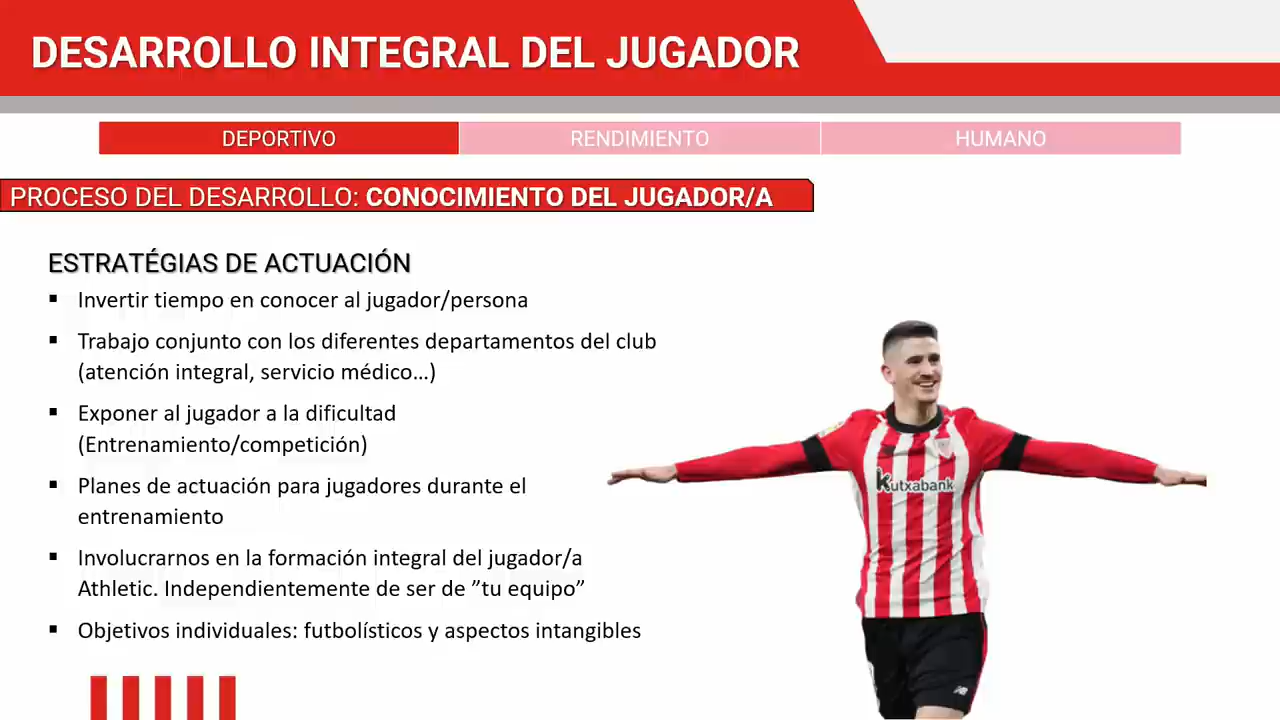 DESARROLLO INTEGRAL DEL JUGADOR
DEPORTIVO
RENDIMIENTO
HUMANO
PROCESO DEL DESARROLLO: CONOCIMIENTO DEL JUGADOR/A
ESTRATÉGIAS DE ACTUACIÓN
▪ Invertir tiempo en conocer al jugador/persona
▪ Trabajo conjunto con los diferentes departamentos del club
(atención integral, servicio médico...)
▪ Exponer al jugador a la dificultad
(Entrenamiento/competición)
▪ Planes de actuación para jugadores durante el
entrenamiento
▪ Involucrarnos en la formación integral del jugador/a
Athletic. Independientemente de ser de ”tu equipo”
▪ Objetivos individuales: futbolísticos y aspectos intangibles
Kutxabank